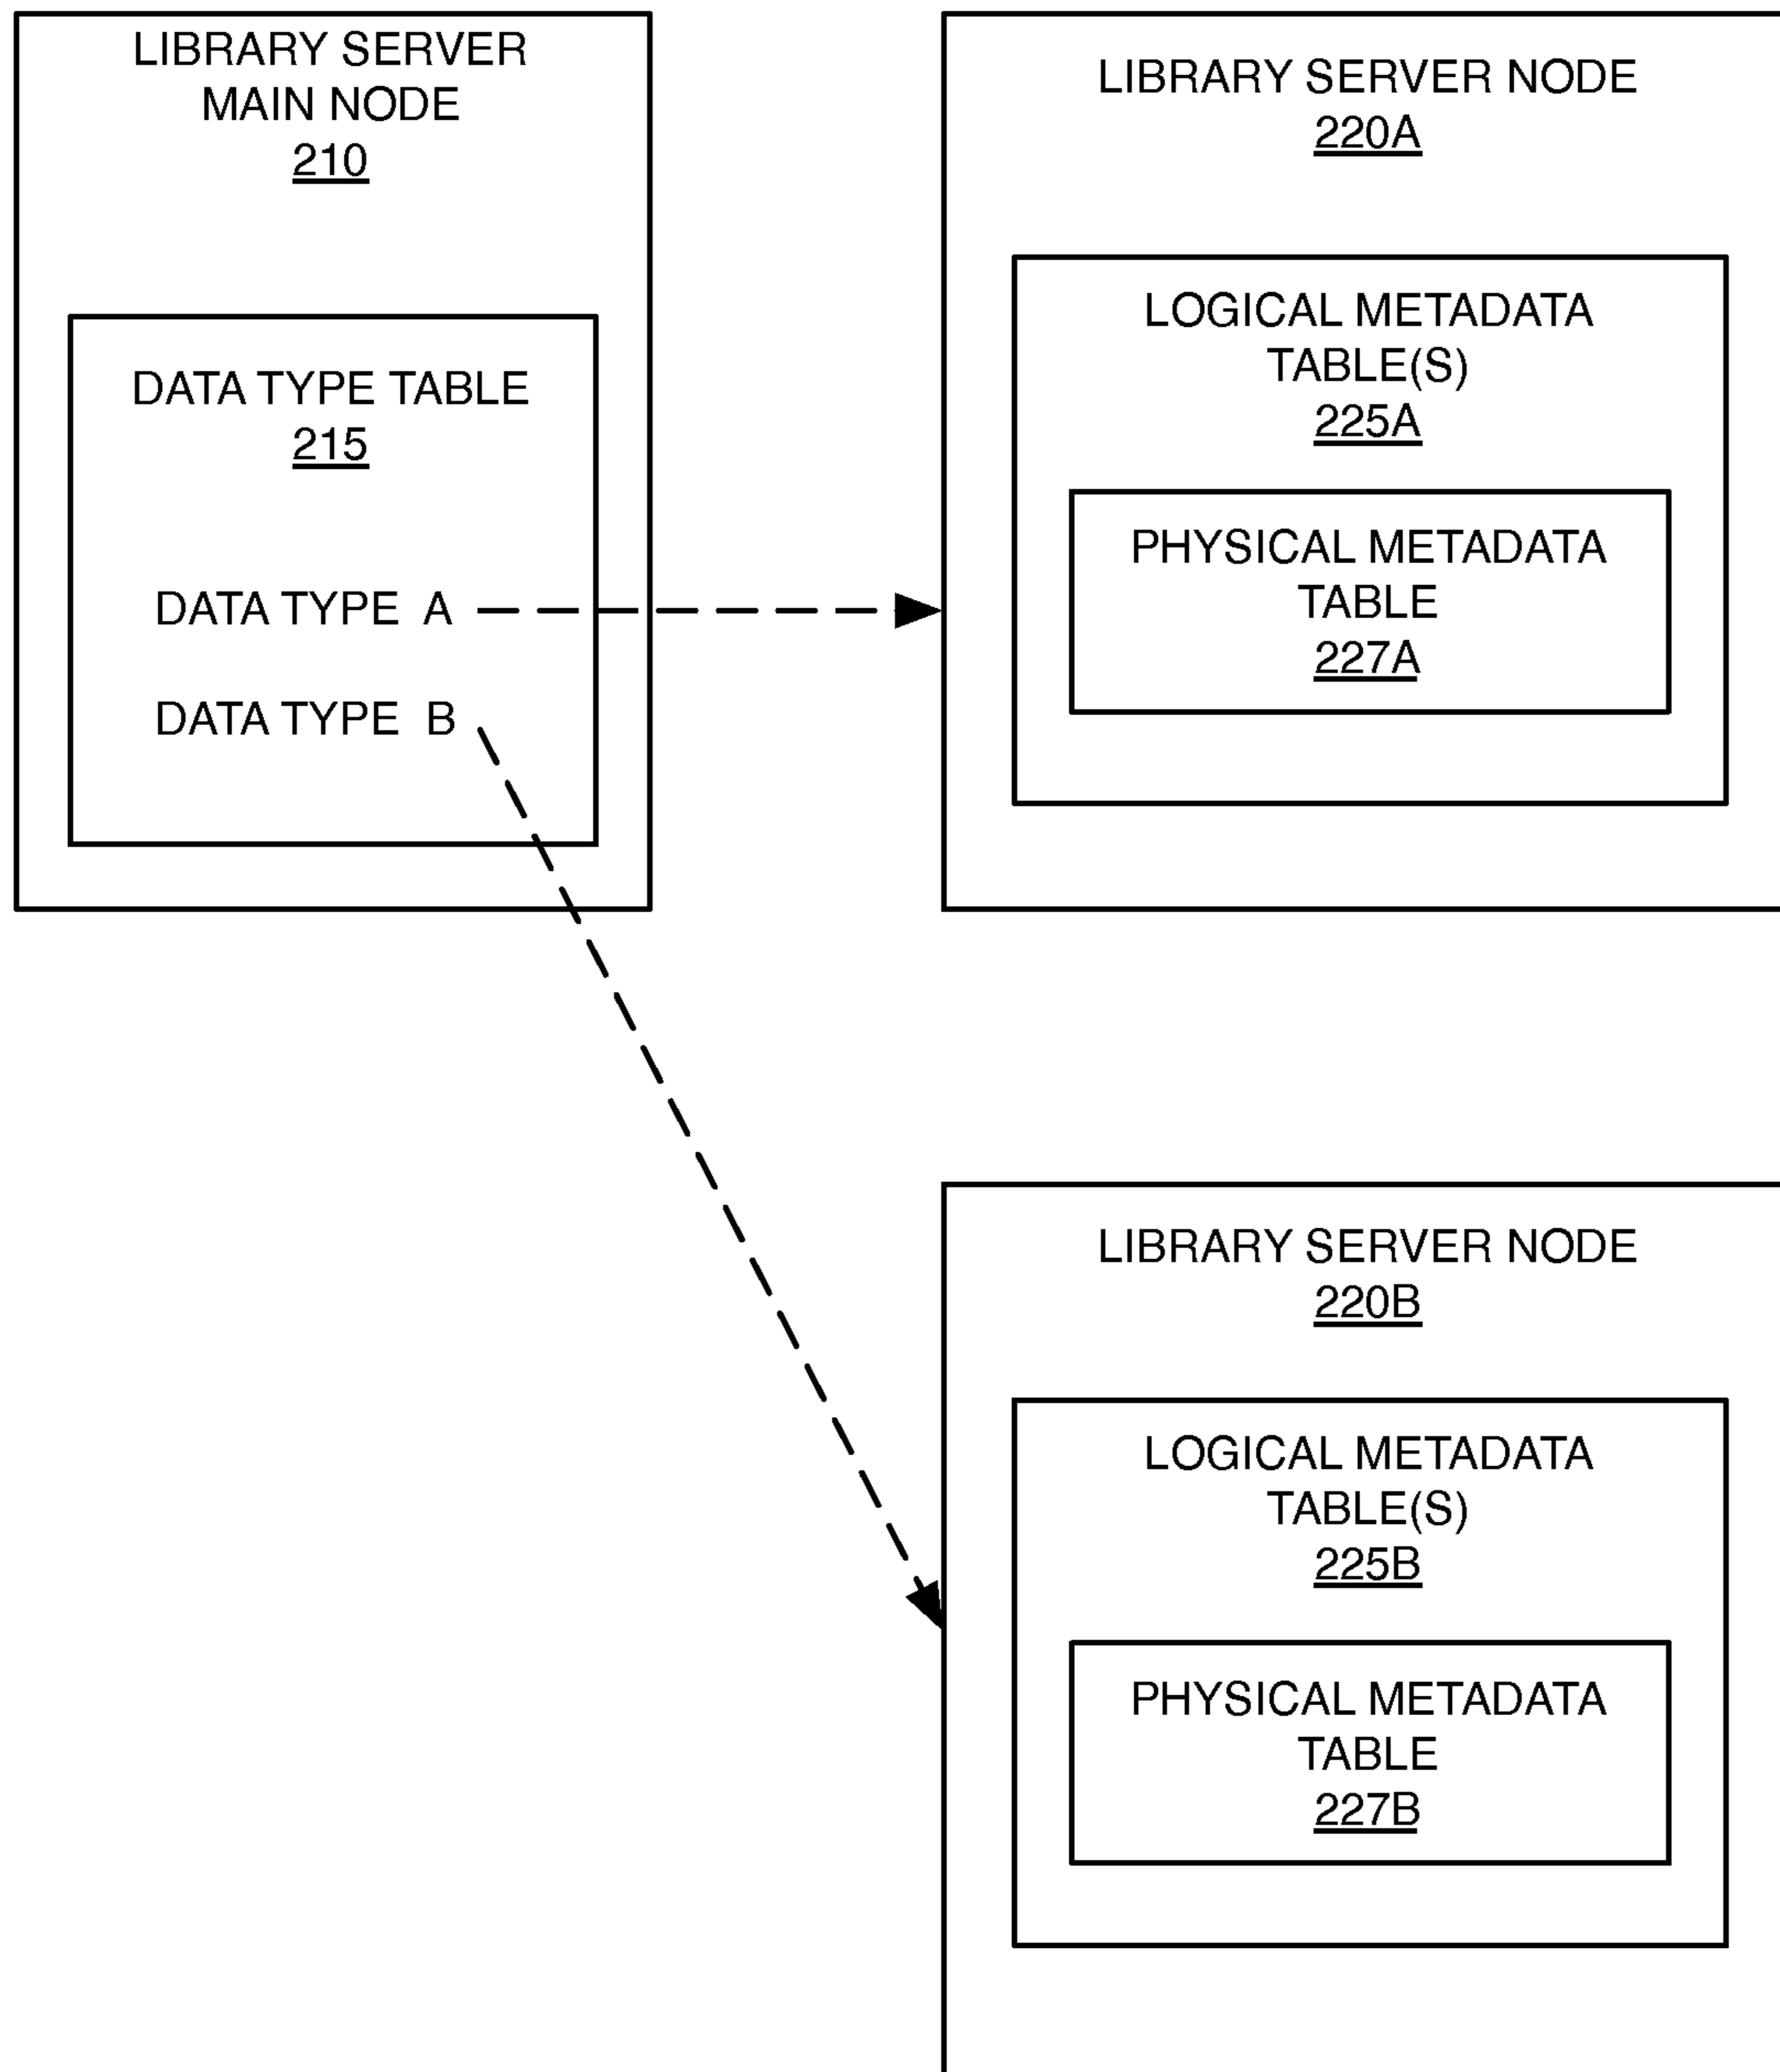 LIBRARY SERVER
MAIN NODE
210
DATA TYPE TABLE
215
DATA TYPE A
DATA TYPE B
LIBRARY SERVER NODE
220A
LOGICAL METADATA
TABLE(S)
225A
PHYSICAL METADATA
TABLE
227A
LIBRARY SERVER NODE
220B
LOGICAL METADATA
TABLE(S)
225B
PHYSICAL METADATA
TABLE
227B